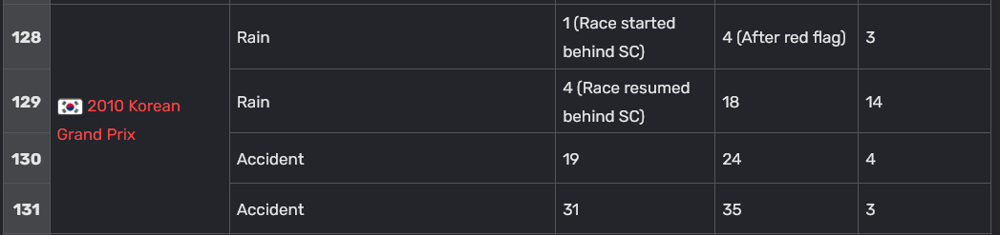 128
Rain
1 (Race started
behind SC)
4 (After red flag)
3
2010 Korean
Grand Prix
129
Rain
4 (Race resumed
behind SC)
18
14
130
Accident
19
24
4
131
Accident
31
35
3